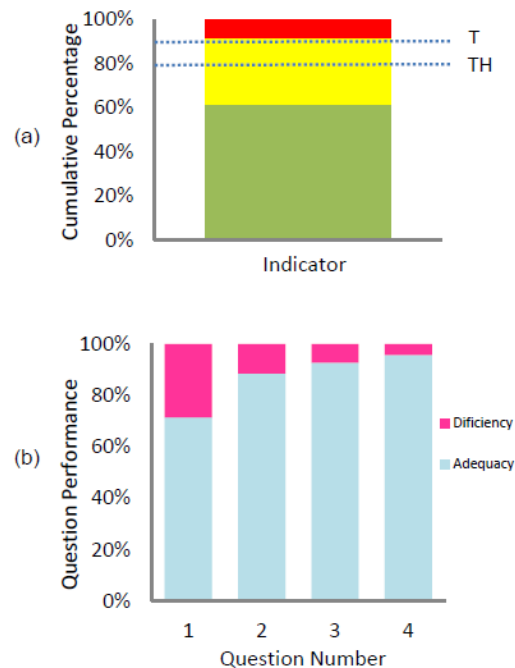 (a)
Cumulative Percentage
100%
80%
60%
40%
20%
0%
T
TH
Indicator
(b)
Question Performance
100%
80%
60%
40%
20%
0%
1 2 3 4
Question Number
Dificiency
Adequacy